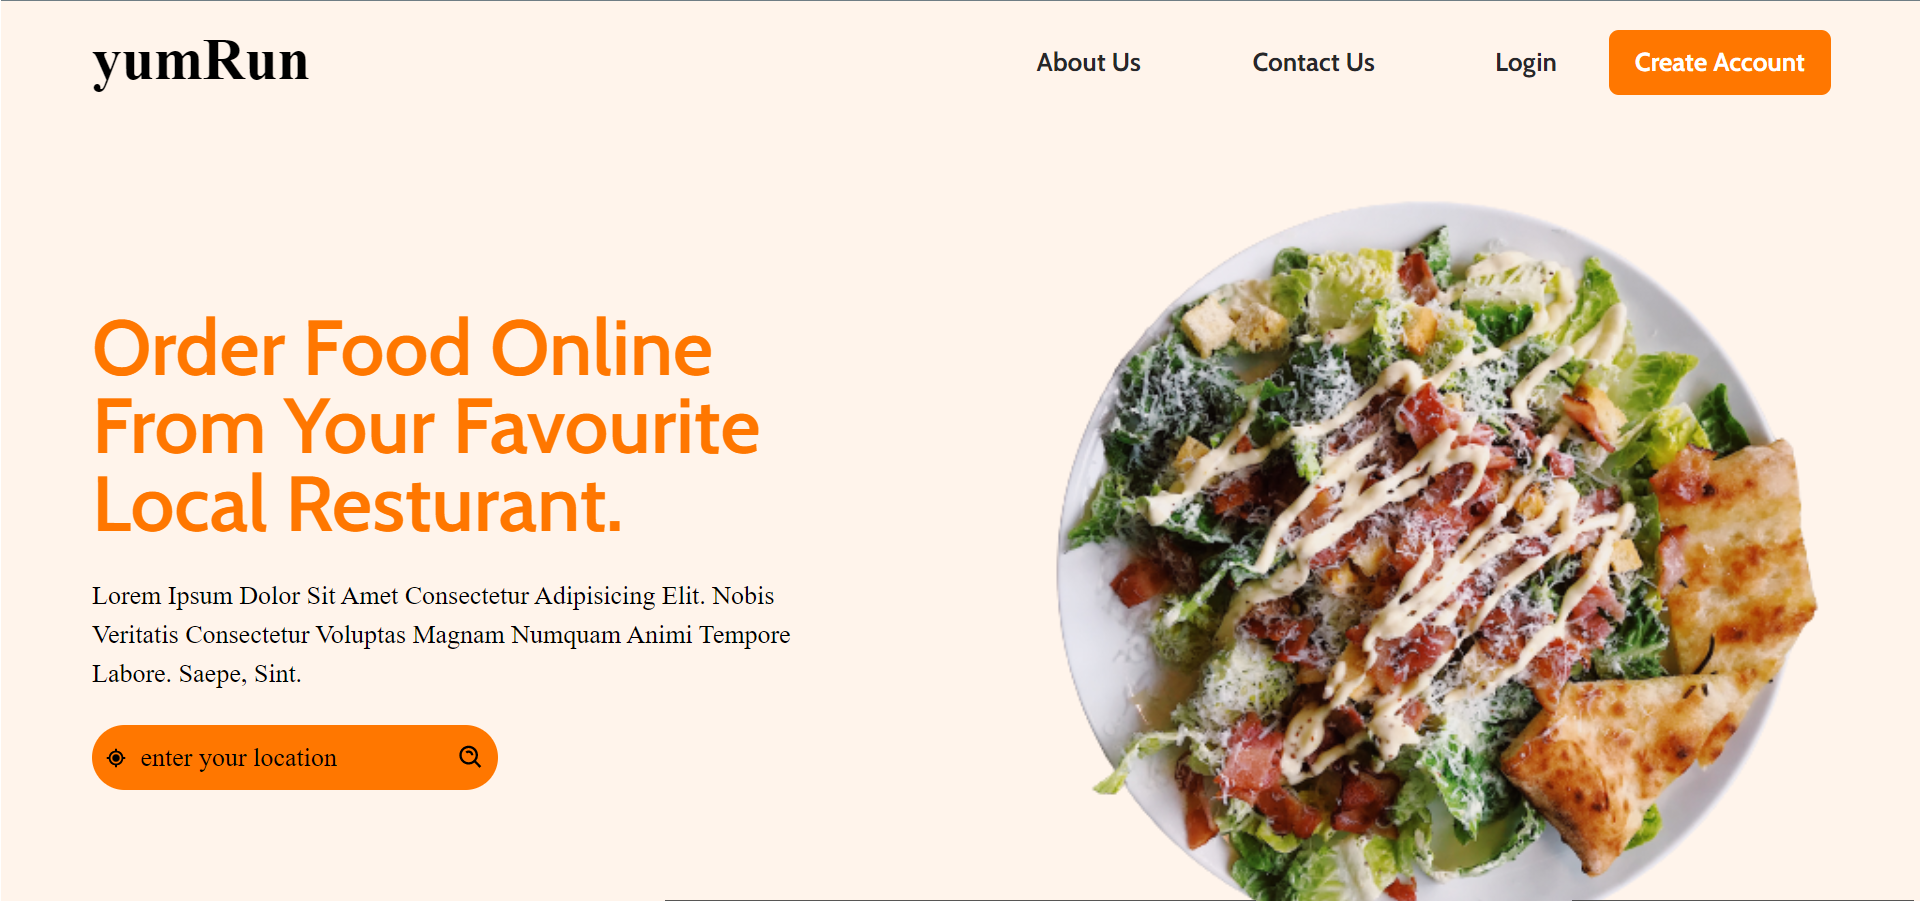 yumRun
About Us
Contact Us
Login
Create Account
Order Food Online
From Your Favourite
Local Resturant.
Lorem Ipsum Dolor Sit Amet Consectetur Adipisicing Elit. Nobis
Veritatis Consectetur Voluptas Magnam Numquam Animi Tempore
Labore. Saepe, Sint.
enter your location